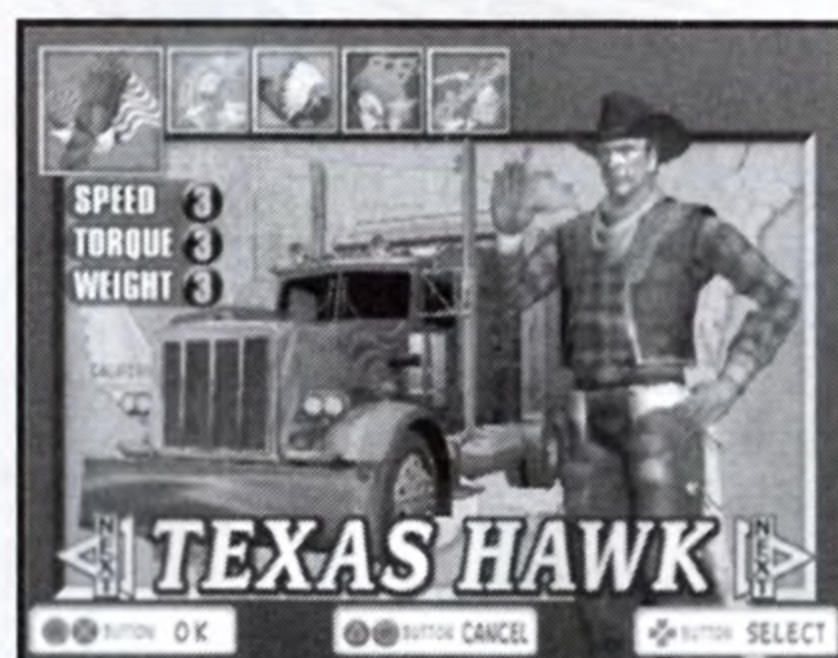 SPEED 3
TORQUE 3
WEIGHT 3
TEXAS HAWK
NEXT
NEXT
BUTTON OK
BUTTON CANCEL
BUTTON SELECT